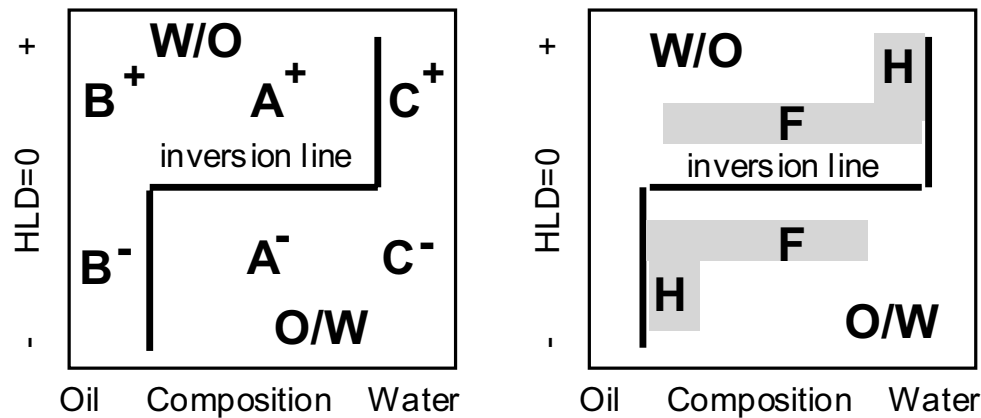 +
HLD=0
-
W/O
B+
A+
C+
inversion line
B-
A-
C-
O/W
Oil Composition Water
+
HLD=0
-
W/O
H
F
inversion line
F
H
O/W
Oil Composition Water